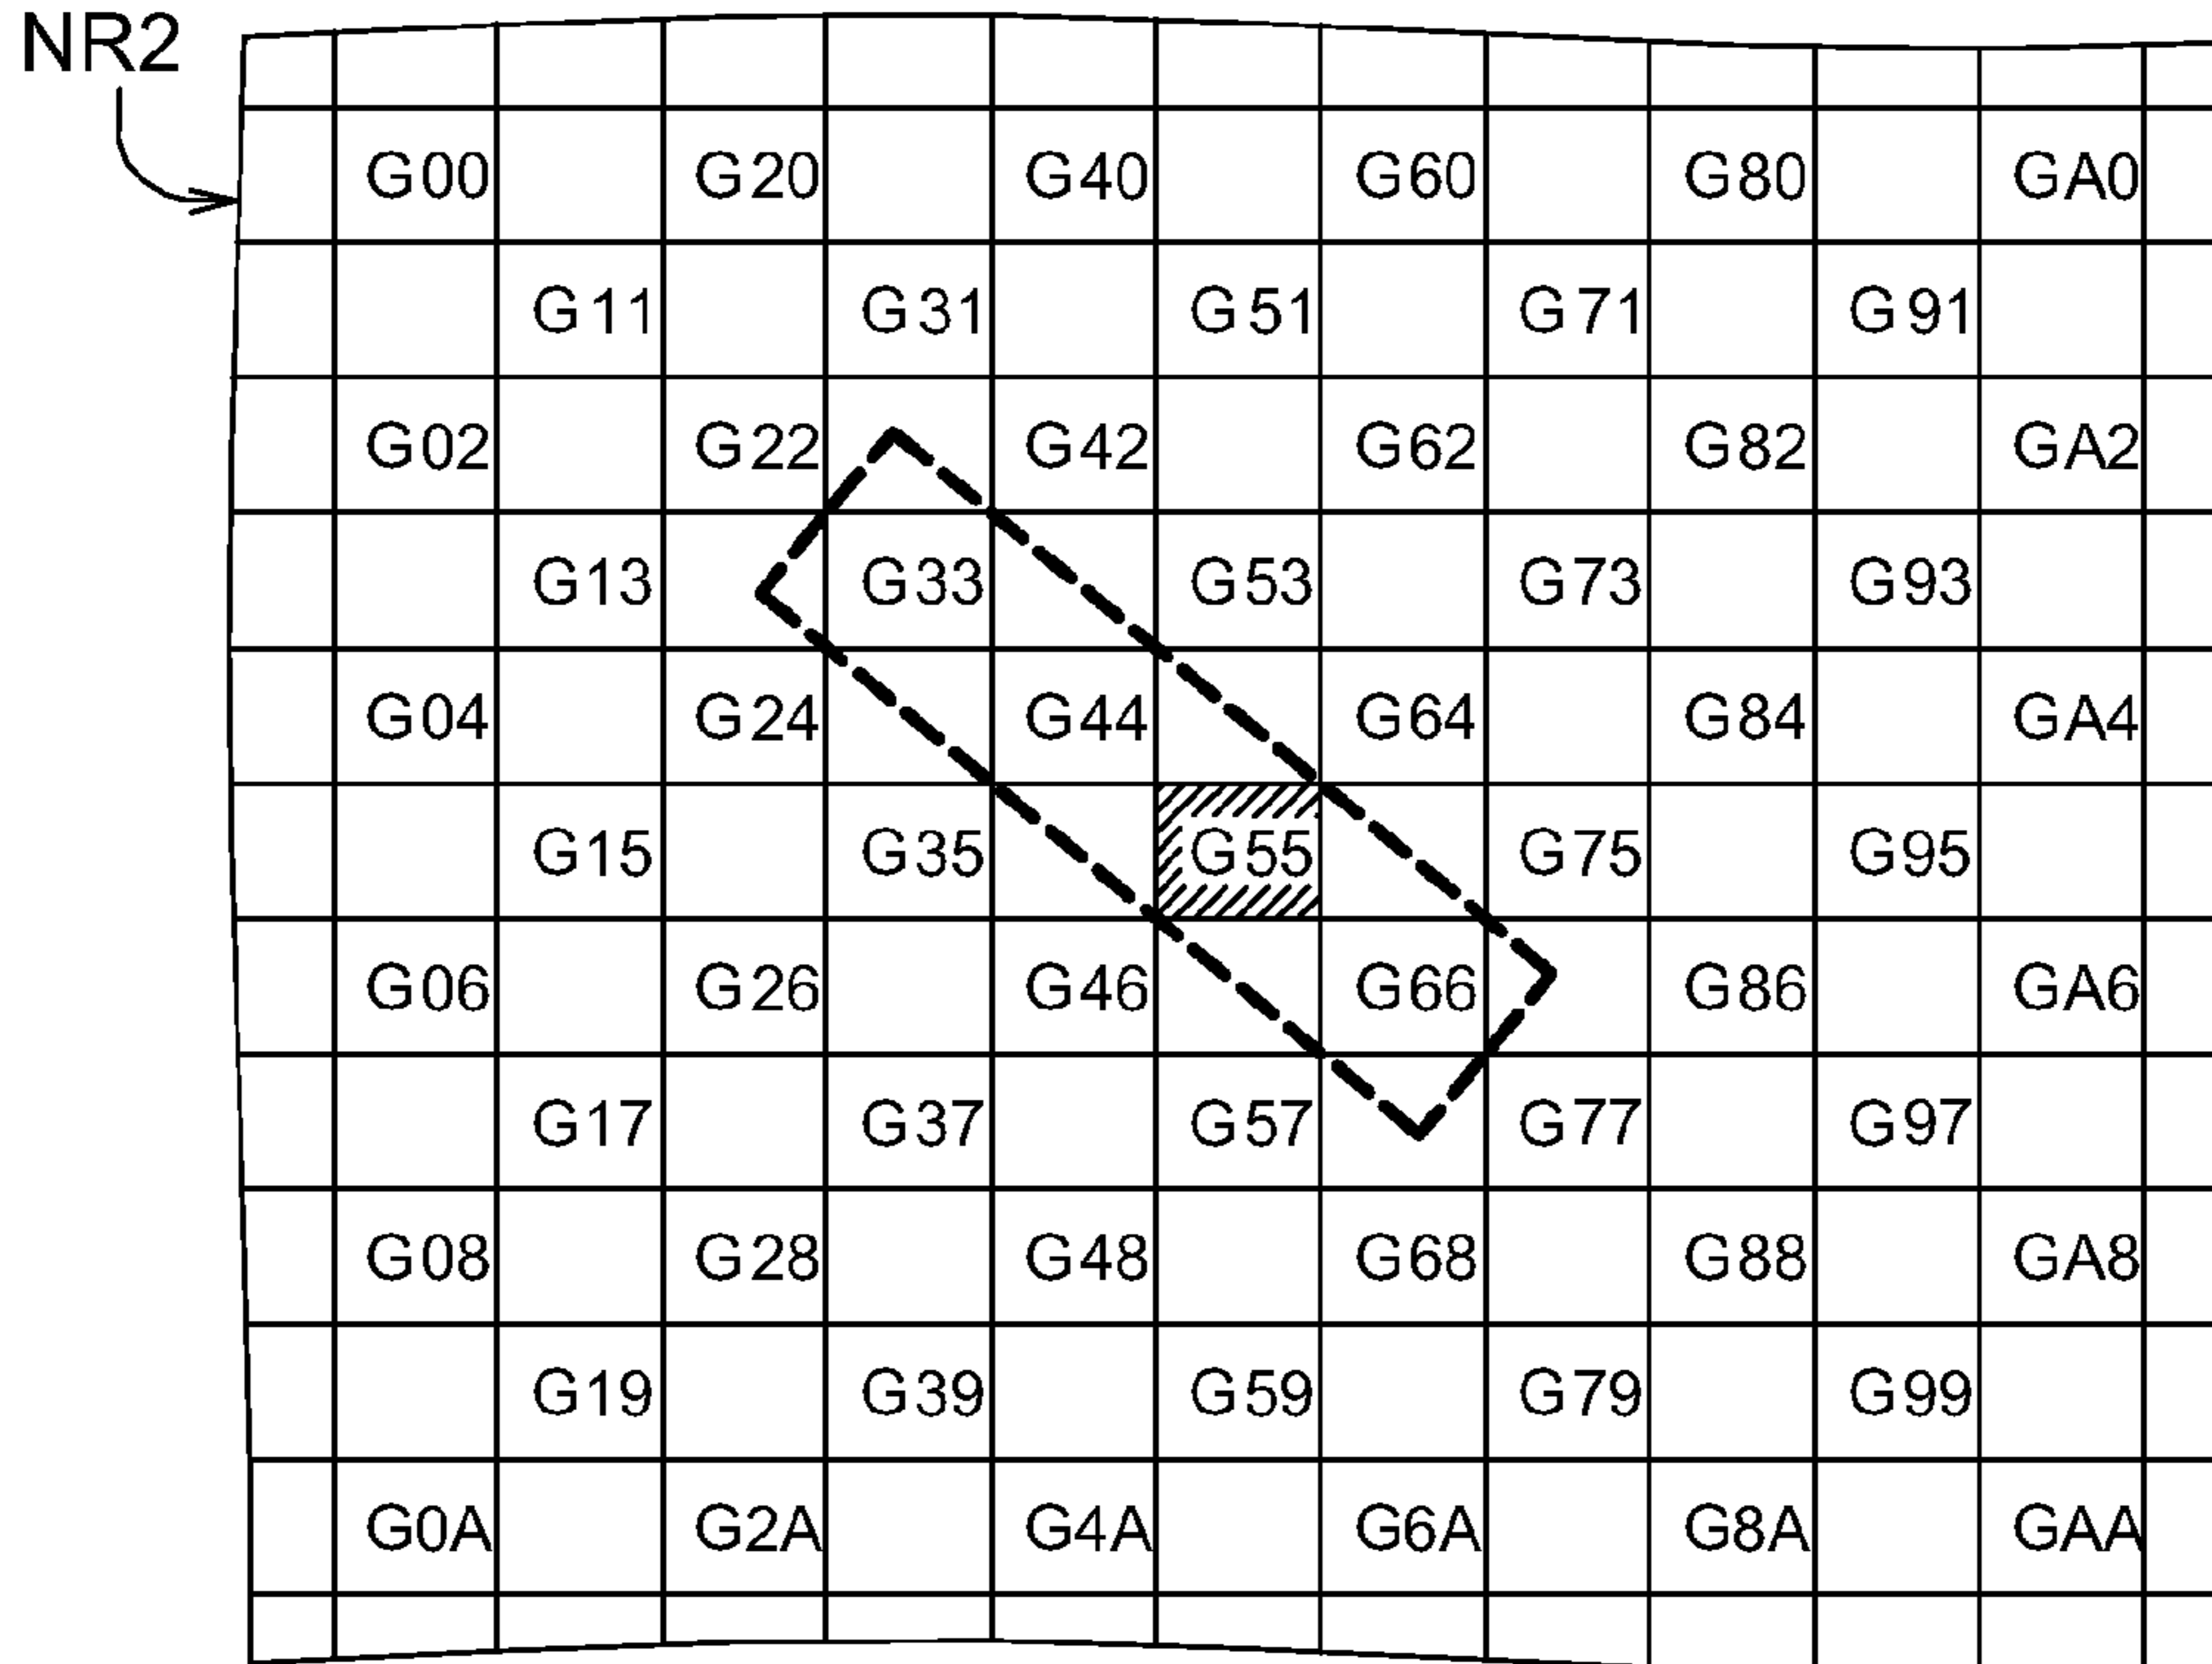 NR2
G00 G20 G40 G60 G80 GA0
G11 G31 G51 G71 G91
G02 G22 G42 G62 G82 GA2
G13 G33 G53 G73 G93
G04 G24 G44 G64 G84 GA4
G15 G35 G55 G75 G95
G06 G26 G46 G66 G86 GA6
G17 G37 G57 G77 G97
G08 G28 G48 G68 G88 GA8
G19 G39 G59 G79 G99
G0A G2A G4A G6A G8A GAA